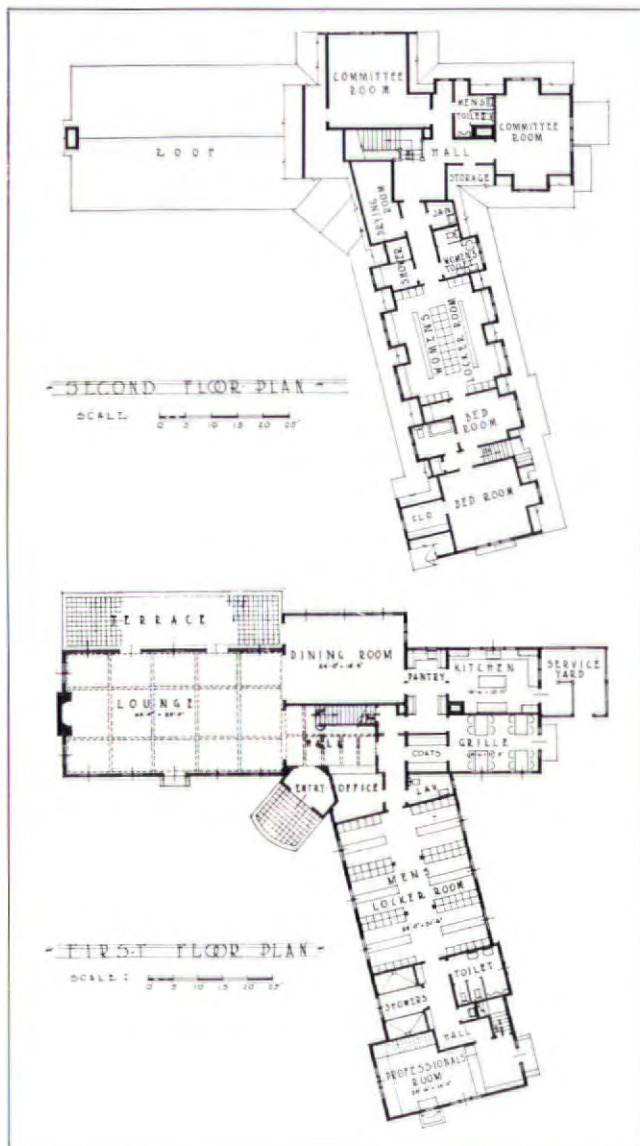 COMMITTEE
ROOM
MENS
TOILET
COMMITTEE
ROOM
ROOF
HALL
STORAGE
DRYING
ROOM
JAN.
SHOWER
WOMEN'S
TOILET
WOMENS
LOCKER ROOM
- SECOND FLOOR PLAN -
SCALE
0 5 10 15 20 25'
BED
ROOM
BED ROOM
CLO.
TERRACE
DINING ROOM
PANTRY
KITCHEN
SERVICE
YARD
LOUNGE
HALL
COATS
GRILLE
ENTRY
OFFICE
LAV.
MENS
LOCKER ROOM
- FIRST FLOOR PLAN -
SCALE:
0 5 10 15 20 25'
TOILET
SHOWERS
HALL
PROFESSIONALS
ROOM